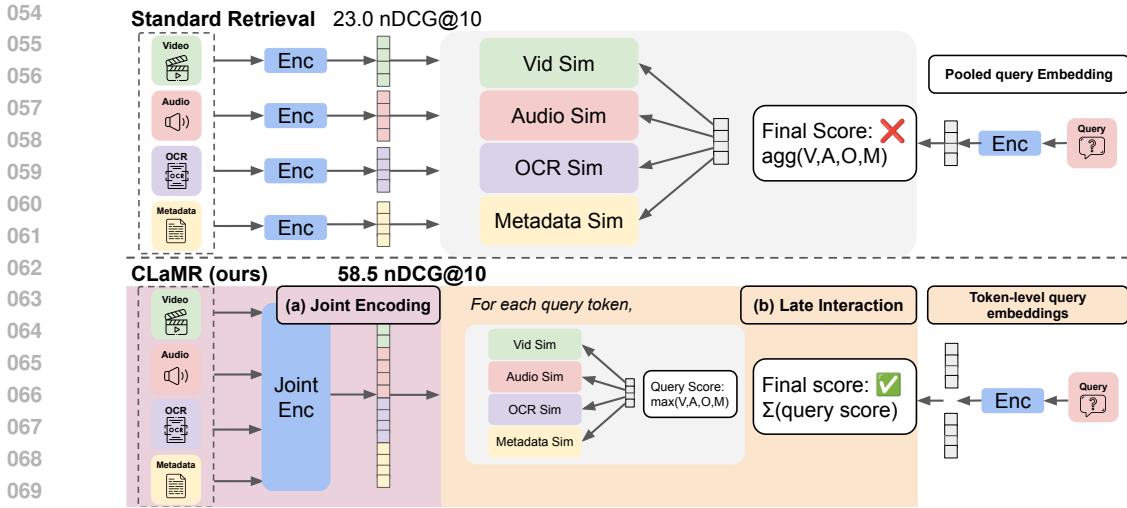 054
055
056
057
058
059
060
061
062
063
064
065
066
067
068
069
Standard Retrieval 23.0 nDCG@10
Video
Enc
Audio
Enc
OCR
OCR
Enc
Metadata
Enc
Vid Sim
Audio Sim
OCR Sim
Metadata Sim
Final Score: ❌
agg(V,A,O,M)
Pooled query Embedding
Enc
Query
?
CLaMR (ours) 58.5 nDCG@10
Video
Audio
OCR
OCR
Metadata
Joint
Enc
(a) Joint Encoding
For each query token,
Vid Sim
Audio Sim
OCR Sim
Metadata Sim
Query Score:
max(V,A,O,M)
(b) Late Interaction
Final score: ✅
Σ(query score)
Token-level query
embeddings
Enc
Query
?